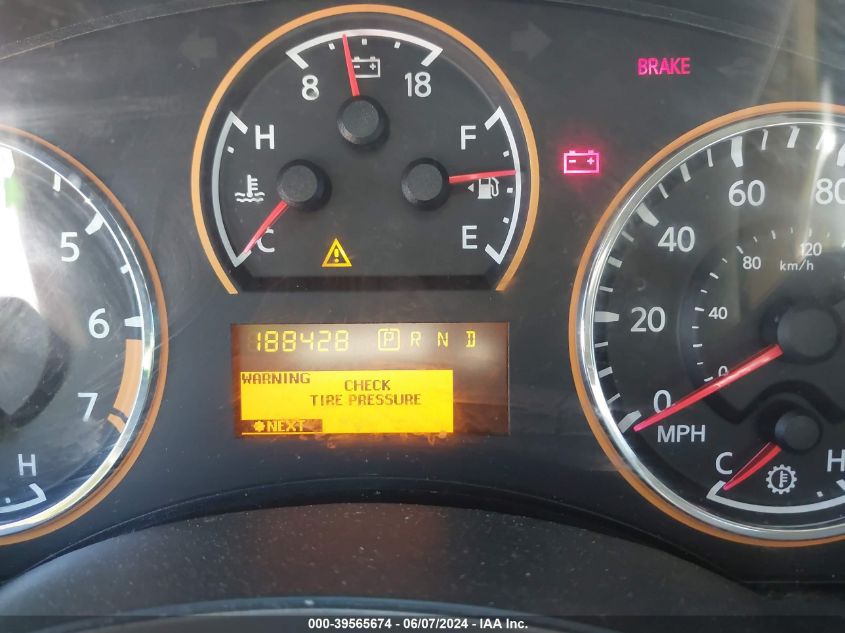 BRAKE
8 18
H F
C E
5
6
7
H
188428 P R N D
WARNING
CHECK
TIRE PRESSURE
NEXT
0 20 40 60 80
0 40 80 120
km/h
MPH
C H
000-39565674 - 06/07/2024 - IAA Inc.